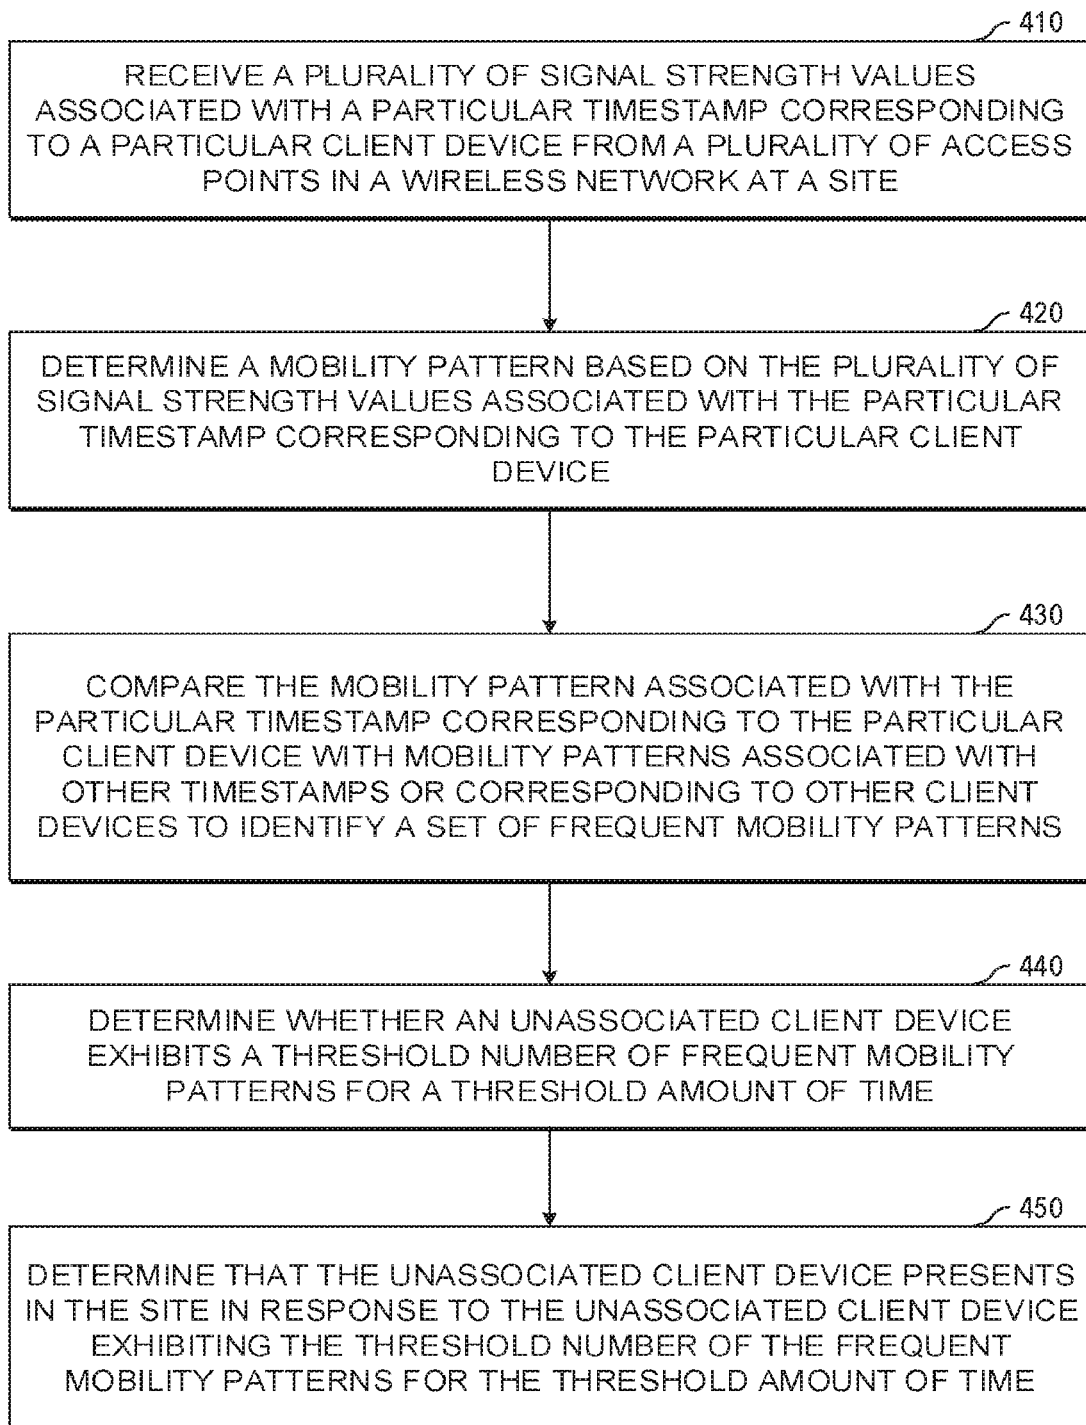 410
RECEIVE A PLURALITY OF SIGNAL STRENGTH VALUES
ASSOCIATED WITH A PARTICULAR TIMESTAMP CORRESPONDING
TO A PARTICULAR CLIENT DEVICE FROM A PLURALITY OF ACCESS
POINTS IN A WIRELESS NETWORK AT A SITE
420
DETERMINE A MOBILITY PATTERN BASED ON THE PLURALITY OF
SIGNAL STRENGTH VALUES ASSOCIATED WITH THE PARTICULAR
TIMESTAMP CORRESPONDING TO THE PARTICULAR CLIENT
DEVICE
430
COMPARE THE MOBILITY PATTERN ASSOCIATED WITH THE
PARTICULAR TIMESTAMP CORRESPONDING TO THE PARTICULAR
CLIENT DEVICE WITH MOBILITY PATTERNS ASSOCIATED WITH
OTHER TIMESTAMPS OR CORRESPONDING TO OTHER CLIENT
DEVICES TO IDENTIFY A SET OF FREQUENT MOBILITY PATTERNS
440
DETERMINE WHETHER AN UNASSOCIATED CLIENT DEVICE
EXHIBITS A THRESHOLD NUMBER OF FREQUENT MOBILITY
PATTERNS FOR A THRESHOLD AMOUNT OF TIME
450
DETERMINE THAT THE UNASSOCIATED CLIENT DEVICE PRESENTS
IN THE SITE IN RESPONSE TO THE UNASSOCIATED CLIENT DEVICE
EXHIBITING THE THRESHOLD NUMBER OF THE FREQUENT
MOBILITY PATTERNS FOR THE THRESHOLD AMOUNT OF TIME